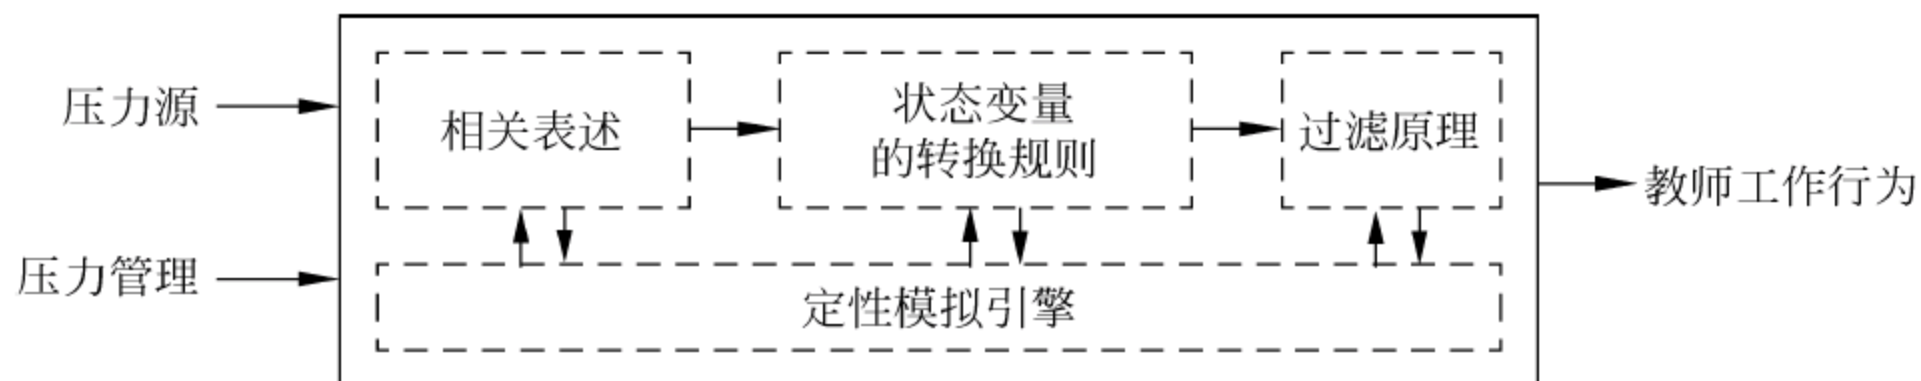 压力源
压力管理
相关表述
状态变量
的转换规则
过滤原理
定性模拟引擎
教师工作行为